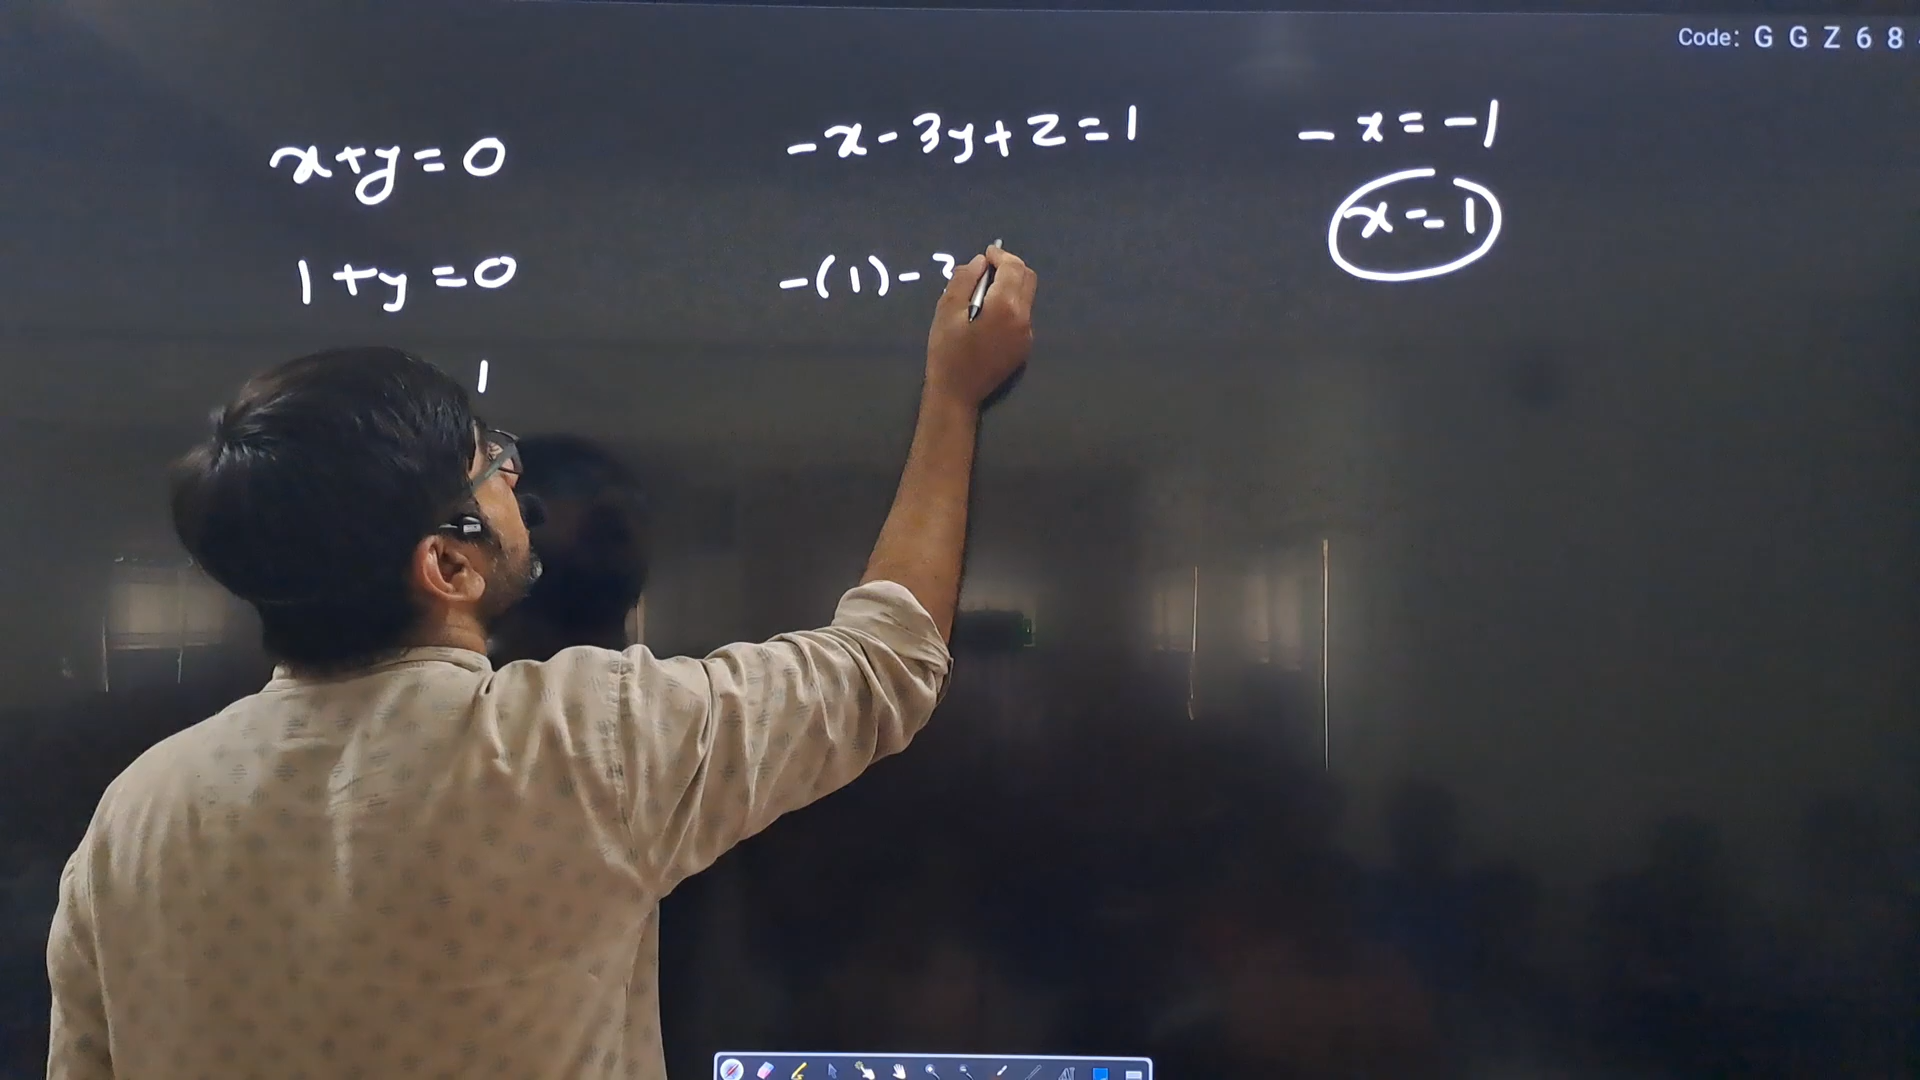 Code: G G Z 6 8
x+y=0
1+y=0
1
-x-3y+z=1
-(1)-3
-x=-1
x=1